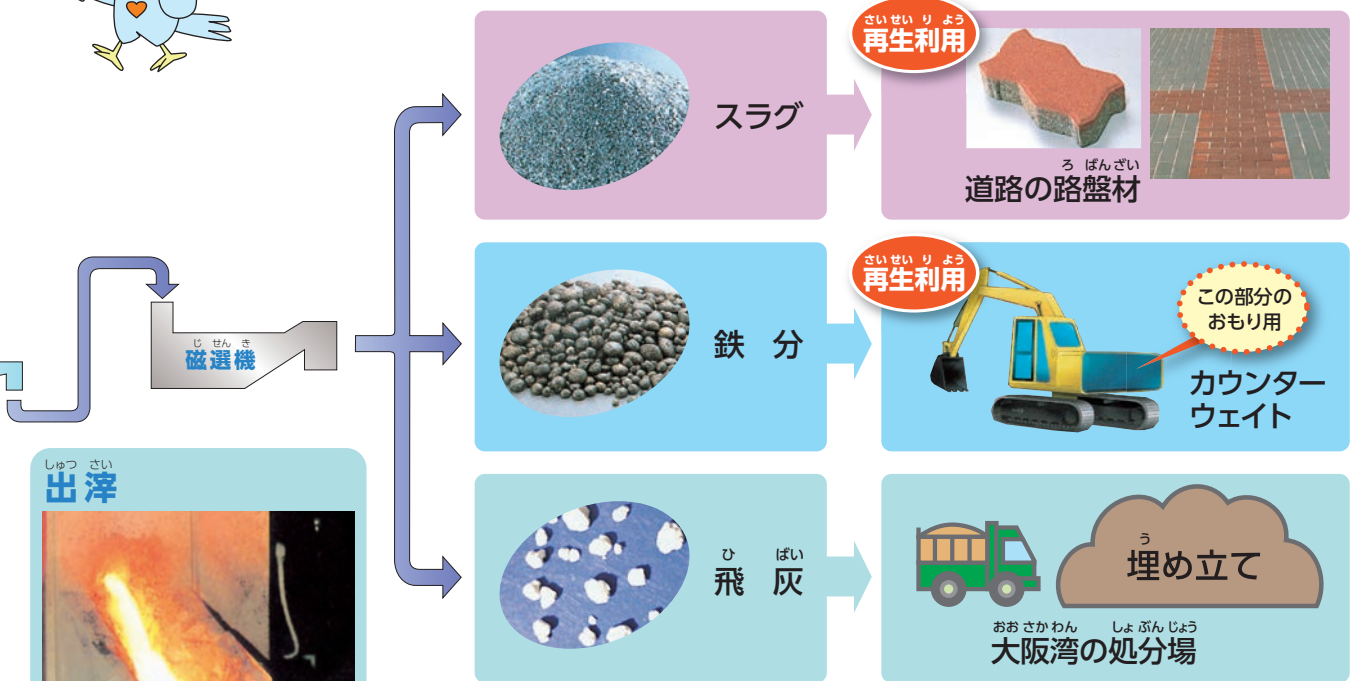 さいせいりよう
再生利用
スラグ
ろばんざい
道路の路盤材
じせんき
磁選機
さいせいりよう
再生利用
鉄分
この部分の
おもり用
カウンター
ウェイト
しゅつさい
出滓
ひばい
飛灰
う
埋め立て
おおさかわん しょぶんじょう
大阪湾の処分場